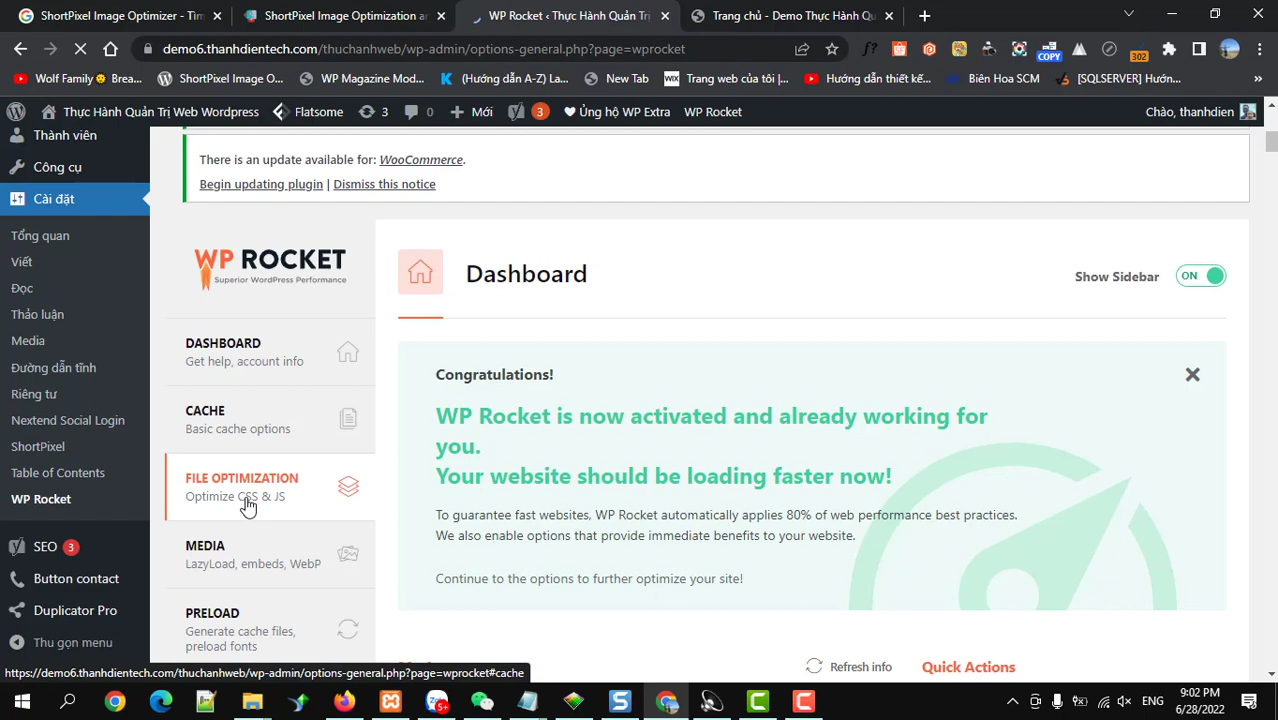 ShortPixel Image Optimizer - Tìm
ShortPixel Image Optimization an
WP Rocket ‹ Thực Hành Quản Trị
Trang chủ - Demo Thực Hành Quả
demo6.thanhdientech.com/thuchanhweb/wp-admin/options-general.php?page=wprocket
f?
COPY
302
Wolf Family Brea...
ShortPixel Image O...
WP Magazine Mod...
(Hướng dẫn A-Z) La...
New Tab
Trang web của tôi |...
Hướng dẫn thiết kế...
Biên Hoa SCM
[SQLSERVER] Hướn...
Thực Hành Quản Trị Web Wordpress
Flatsome
3
0
Mới
3
Ủng hộ WP Extra
WP Rocket
Chào, thanhdien
Thành viên
Công cụ
Cài đặt
Tổng quan
Viết
Đọc
Thảo luận
Media
Đường dẫn tĩnh
Riêng tư
Nextend Social Login
ShortPixel
Table of Contents
WP Rocket
SEO 3
Button contact
Duplicator Pro
Thu gọn menu
There is an update available for: WooCommerce.
Begin updating plugin | Dismiss this notice
WP ROCKET
Superior WordPress Performance
DASHBOARD
Get help, account info
CACHE
Basic cache options
FILE OPTIMIZATION
Optimize CSS & JS
MEDIA
LazyLoad, embeds, WebP
PRELOAD
Generate cache files,
preload fonts
Dashboard
Show Sidebar
ON
Congratulations!
WP Rocket is now activated and already working for
you.
Your website should be loading faster now!
To guarantee fast websites, WP Rocket automatically applies 80% of web performance best practices.
We also enable options that provide immediate benefits to your website.
Continue to the options to further optimize your site!
Refresh info
Quick Actions
https://demo6.thanhdientech.com/thuchanhweb/wp-admin/options-general.php?page=wprocket#cache
ENG
9:02 PM
6/28/2022